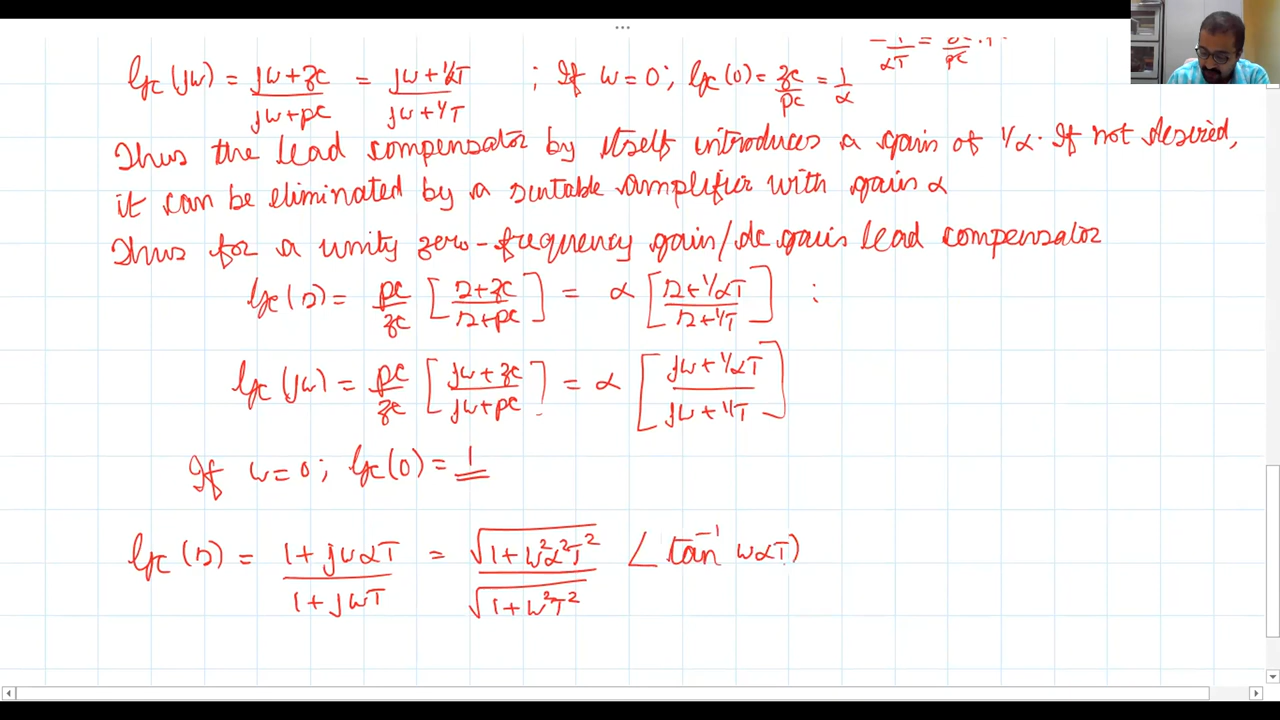 -1/αT = pc
Gc(jω) = (jω+zc)/(jω+pc) = (jω+1/αT)/(jω+1/T) ; If ω=0; Gc(0) = zc/pc = 1/α
Thus the lead compensator by itself introduces a gain of 1/α. If not desired,
it can be eliminated by a suitable amplifier with gain α
Thus for a unity zero-frequency gain/dc gain lead compensator
Gc(s) = pc/zc [(s+zc)/(s+pc)] = α [(s+1/αT)/(s+1/T)] :
Gc(jω) = pc/zc [(jω+zc)/(jω+pc)] = α [(jω+1/αT)/(jω+1/T)]
If ω=0; Gc(0) = 1
Gc(s) = (1+jωαT)/(1+jωT) = √(1+ω²α²T²)/√(1+ω²T²) ∠ tan⁻¹ ωαT)